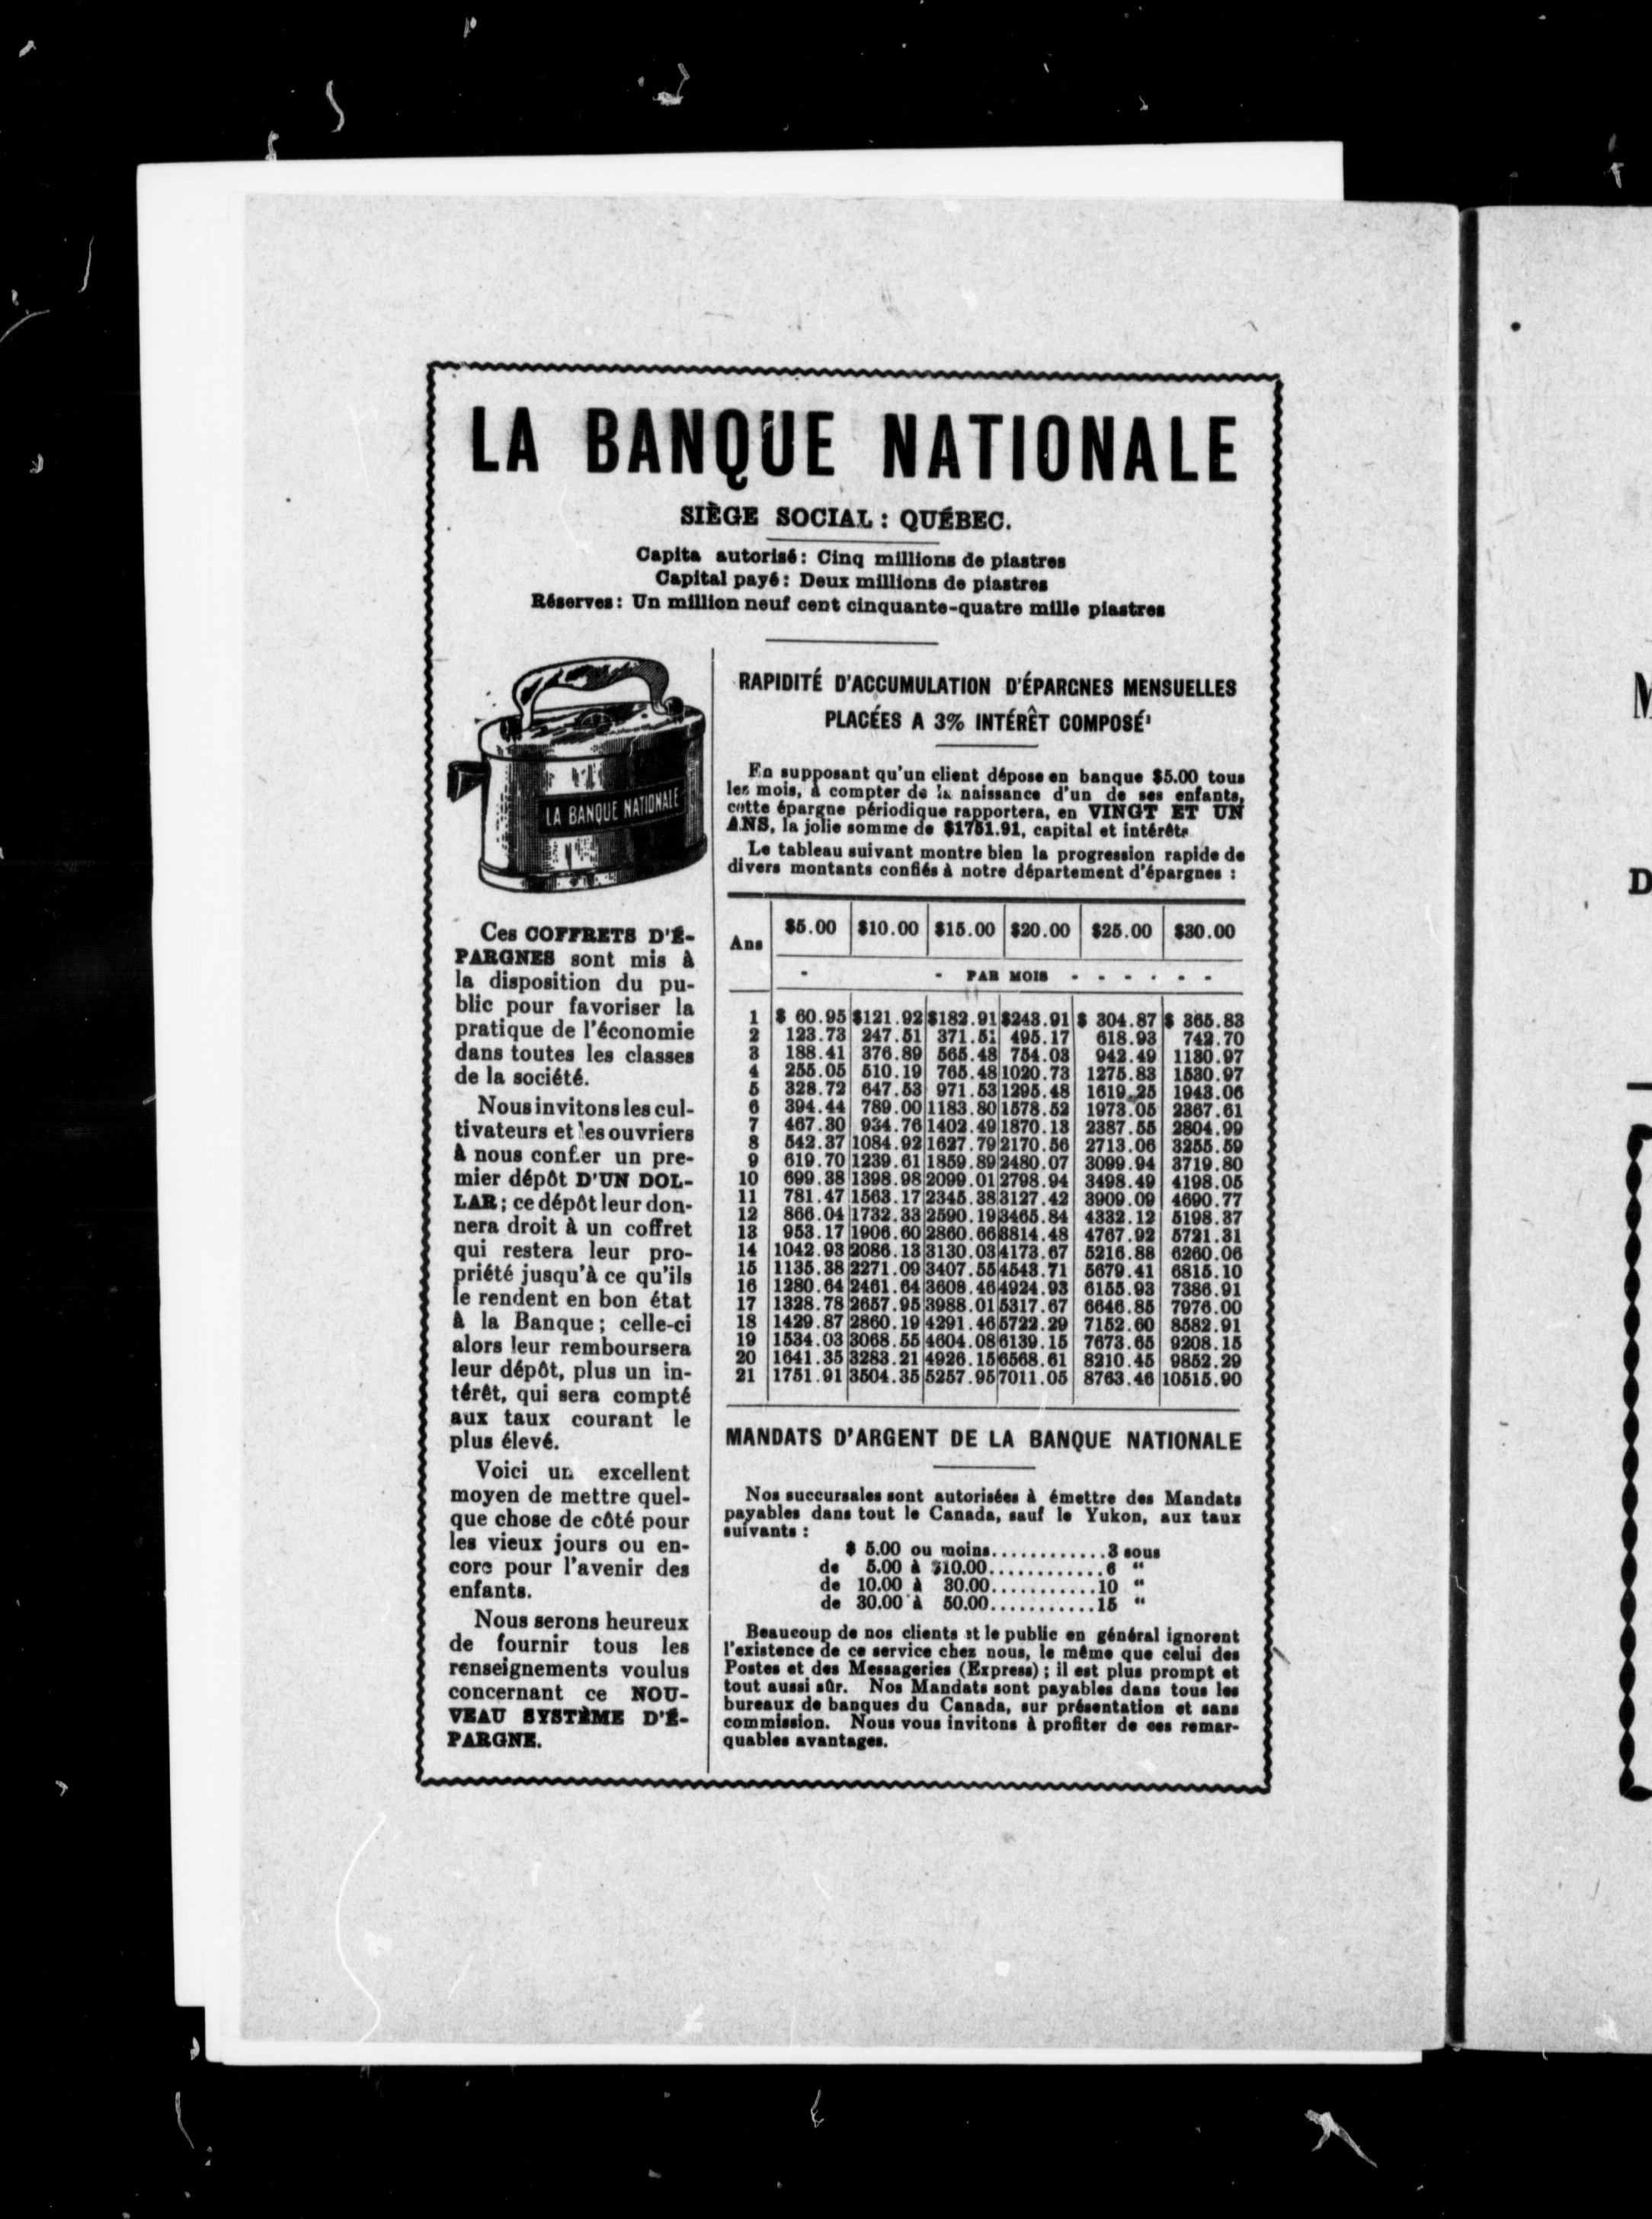 LA BANQUE NATIONALE
SIÈGE SOCIAL : QUÉBEC.
Capita autorisé : Cinq millions de piastres
Capital payé : Deux millions de piastres
Réserves : Un million neuf cent cinquante-quatre mille piastres
LA BANQUE NATIONALE
Ces COFFRETS D'É-
PARGNES sont mis à
la disposition du pu-
blic pour favoriser la
pratique de l'économie
dans toutes les classes
de la société.
Nous invitons les cul-
tivateurs et les ouvriers
à nous confier un pre-
mier dépôt D'UN DOL-
LAR ; ce dépôt leur don-
nera droit à un coffret
qui restera leur pro-
priété jusqu'à ce qu'ils
le rendent en bon état
à la Banque ; celle-ci
alors leur remboursera
leur dépôt, plus un in-
térêt, qui sera compté
aux taux courant le
plus élevé.
Voici un excellent
moyen de mettre quel-
que chose de côté pour
les vieux jours ou en-
core pour l'avenir des
enfants.
Nous serons heureux
de fournir tous les
renseignements voulus
concernant ce NOU-
VEAU SYSTÈME D'É-
PARGNE.
RAPIDITÉ D'ACCUMULATION D'ÉPARGNES MENSUELLES
PLACÉES A 3% INTÉRÊT COMPOSÉ
En supposant qu'un client dépose en banque $5.00 tous
les mois, à compter de la naissance d'un de ses enfants,
cette épargne périodique rapportera, en VINGT ET UN
ANS, la jolie somme de $1751.91, capital et intérêts
Le tableau suivant montre bien la progression rapide de
divers montants confiés à notre département d'épargnes :
Ans $5.00 $10.00 $15.00 $20.00 $25.00 $30.00
- - PAR MOIS - - - - - -
1 $ 60.95 $121.92 $182.91 $243.91 $ 304.87 $ 365.83
2 123.73 247.51 371.51 495.17 618.93 742.70
3 188.41 376.89 565.48 754.03 942.49 1130.97
4 255.05 510.19 765.48 1020.73 1275.83 1530.97
5 328.72 647.53 971.53 1295.48 1619.25 1943.06
6 394.44 789.00 1183.80 1578.52 1973.05 2367.61
7 467.30 934.76 1402.49 1870.13 2387.55 2804.99
8 542.37 1084.92 1627.79 2170.56 2713.06 3255.59
9 619.70 1239.61 1859.89 2480.07 3099.94 3719.80
10 699.38 1398.98 2099.01 2798.94 3498.49 4198.05
11 781.47 1563.17 2345.38 3127.42 3909.09 4690.77
12 866.04 1732.33 2590.19 3465.84 4332.12 5198.37
13 953.17 1906.60 2860.66 3814.48 4767.92 5721.31
14 1042.93 2086.13 3130.03 4173.67 5216.88 6260.06
15 1135.38 2271.09 3407.55 4543.71 5679.41 6815.10
16 1280.64 2461.64 3608.46 4924.93 6155.93 7386.91
17 1328.78 2657.95 3988.01 5317.67 6646.85 7976.00
18 1429.87 2860.19 4291.46 5722.29 7152.60 8582.91
19 1534.03 3068.55 4604.08 6139.15 7673.65 9208.15
20 1641.35 3283.21 4926.15 6568.61 8210.45 9852.29
21 1751.91 3504.35 5257.95 7011.05 8763.46 10515.90
MANDATS D'ARGENT DE LA BANQUE NATIONALE
Nos succursales sont autorisées à émettre des Mandats
payables dans tout le Canada, sauf le Yukon, aux taux
suivants :
$ 5.00 ou moins............3 sous
de 5.00 à $10.00............6 "
de 10.00 à 30.00...........10 "
de 30.00 à 50.00...........15 "
Beaucoup de nos clients et le public en général ignorent
l'existence de ce service chez nous, le même que celui des
Postes et des Messageries (Express) ; il est plus prompt et
tout aussi sûr. Nos Mandats sont payables dans tous les
bureaux de banques du Canada, sur présentation et sans
commission. Nous vous invitons à profiter de ces remar-
quables avantages.
M
D